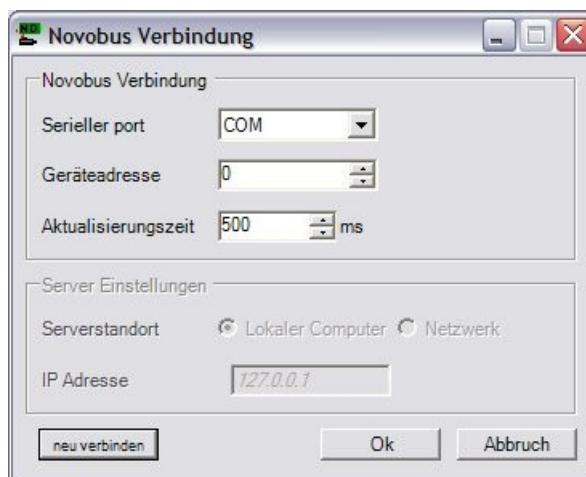 Novobus Verbindung
Novobus Verbindung
Serieller port COM
Geräteadresse 0
Aktualisierungszeit 500 ms
Server Einstellungen
Serverstandort Lokaler Computer Netzwerk
IP Adresse 127.0.0.1
neu verbinden Ok Abbruch